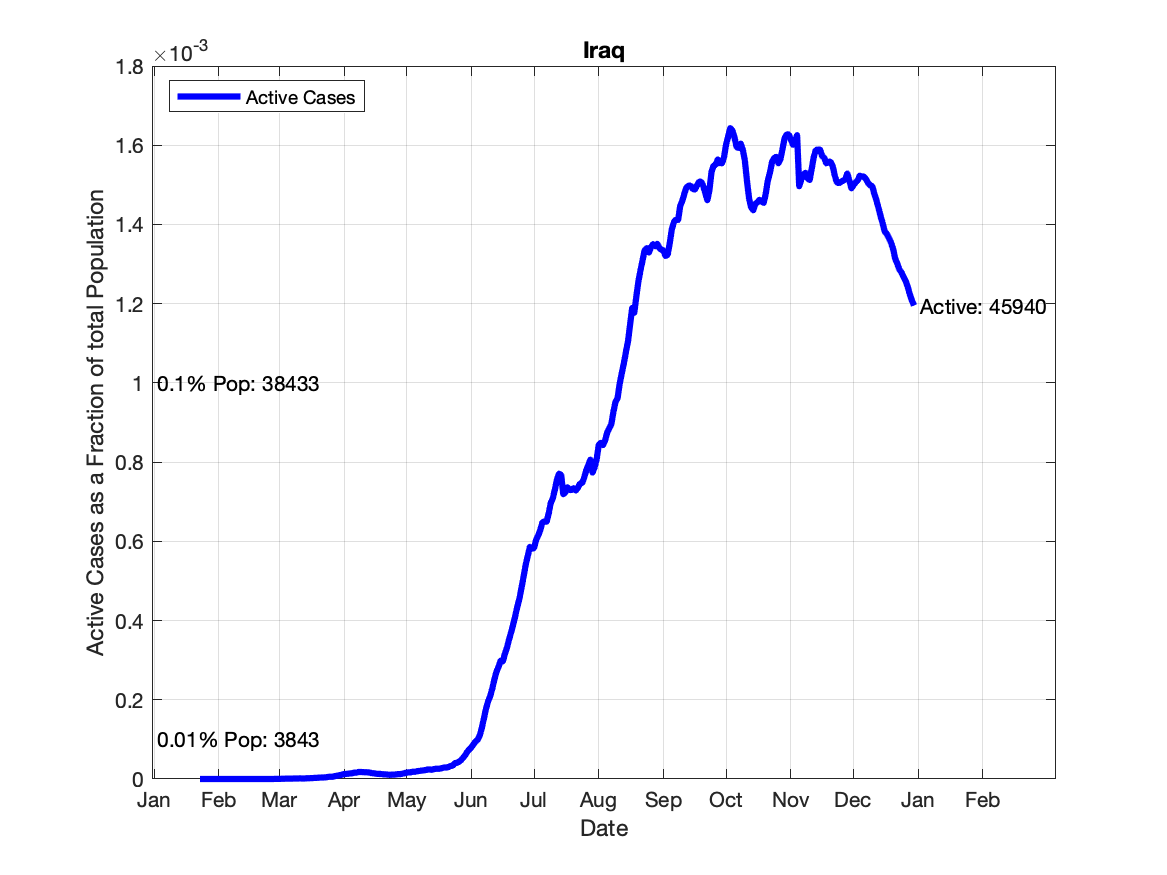 Iraq
×10-3
Active Cases
1.8
1.6
1.4
1.2
1
0.8
0.6
0.4
0.2
0
Active Cases as a Fraction of total Population
Active: 45940
0.1% Pop: 38433
0.01% Pop: 3843
Jan Feb Mar Apr May Jun Jul Aug Sep Oct Nov Dec Jan Feb
Date